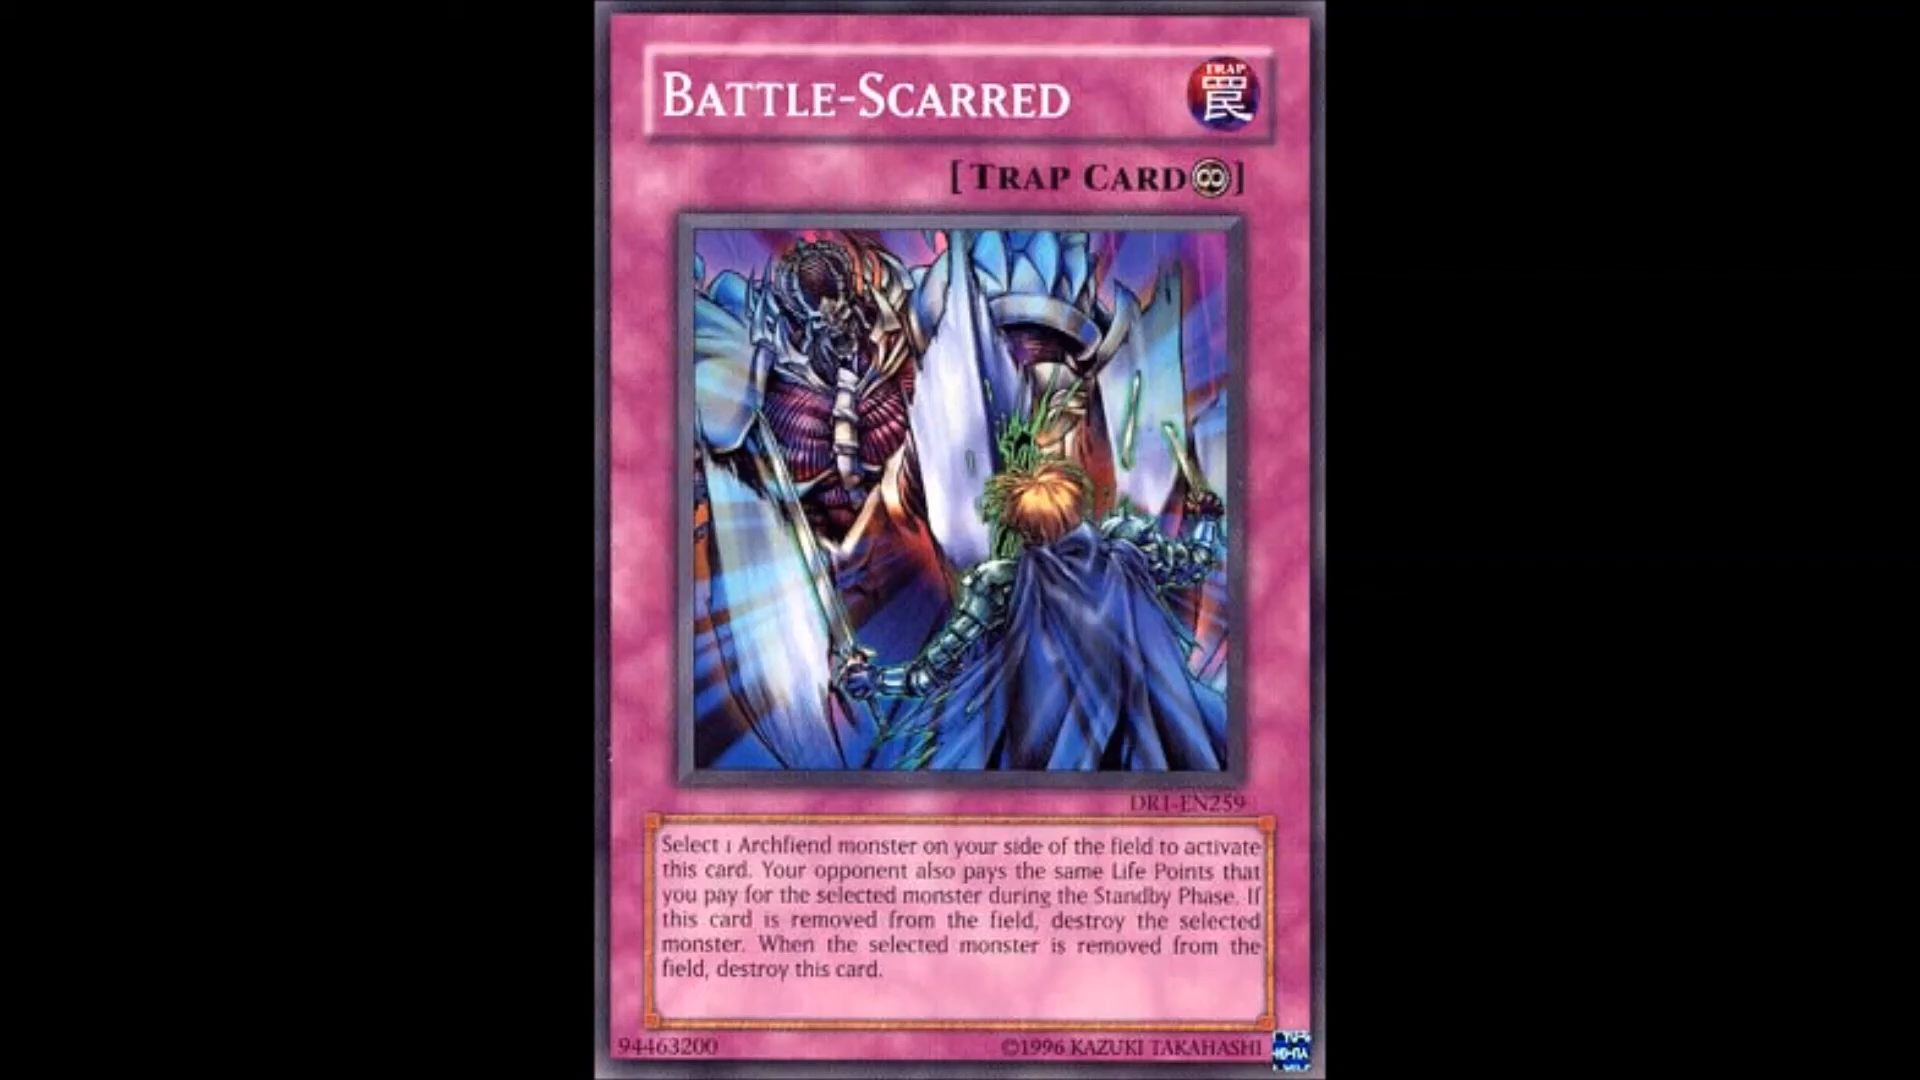 BATTLE-SCARRED
TRAP
罠
[TRAP CARD∞]
DR1-EN259
Select 1 Archfiend monster on your side of the field to activate
this card. Your opponent also pays the same Life Points that
you pay for the selected monster during the Standby Phase. If
this card is removed from the field, destroy the selected
monster. When the selected monster is removed from the
field, destroy this card.
94463200
©1996 KAZUKI TAKAHASHI